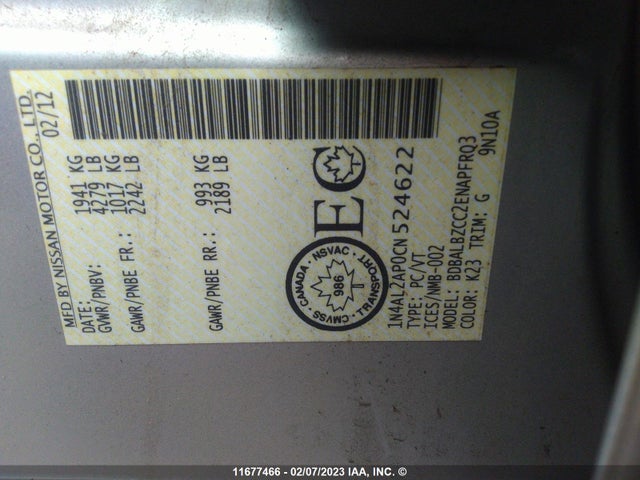 MFD BY NISSAN MOTOR CO., LTD.
DATE: 02/12
GVWR/PNBV: 1941 KG
4279 LB
GAWR/PNBE FR.: 1017 KG
2242 LB
GAWR/PNBE RR.: 993 KG
2189 LB
CANADA · NSVAC · TRANSPORT · CMVSS
986
T
EC
1N4AL2AP0CN524622
TYPE: PC/VT
ICES/NMB-002
MODEL: BDBALBZCC2ENAPFRQ3
COLOR: K23 TRIM: G 9N10A
11677466 - 02/07/2023 IAA, INC. ©